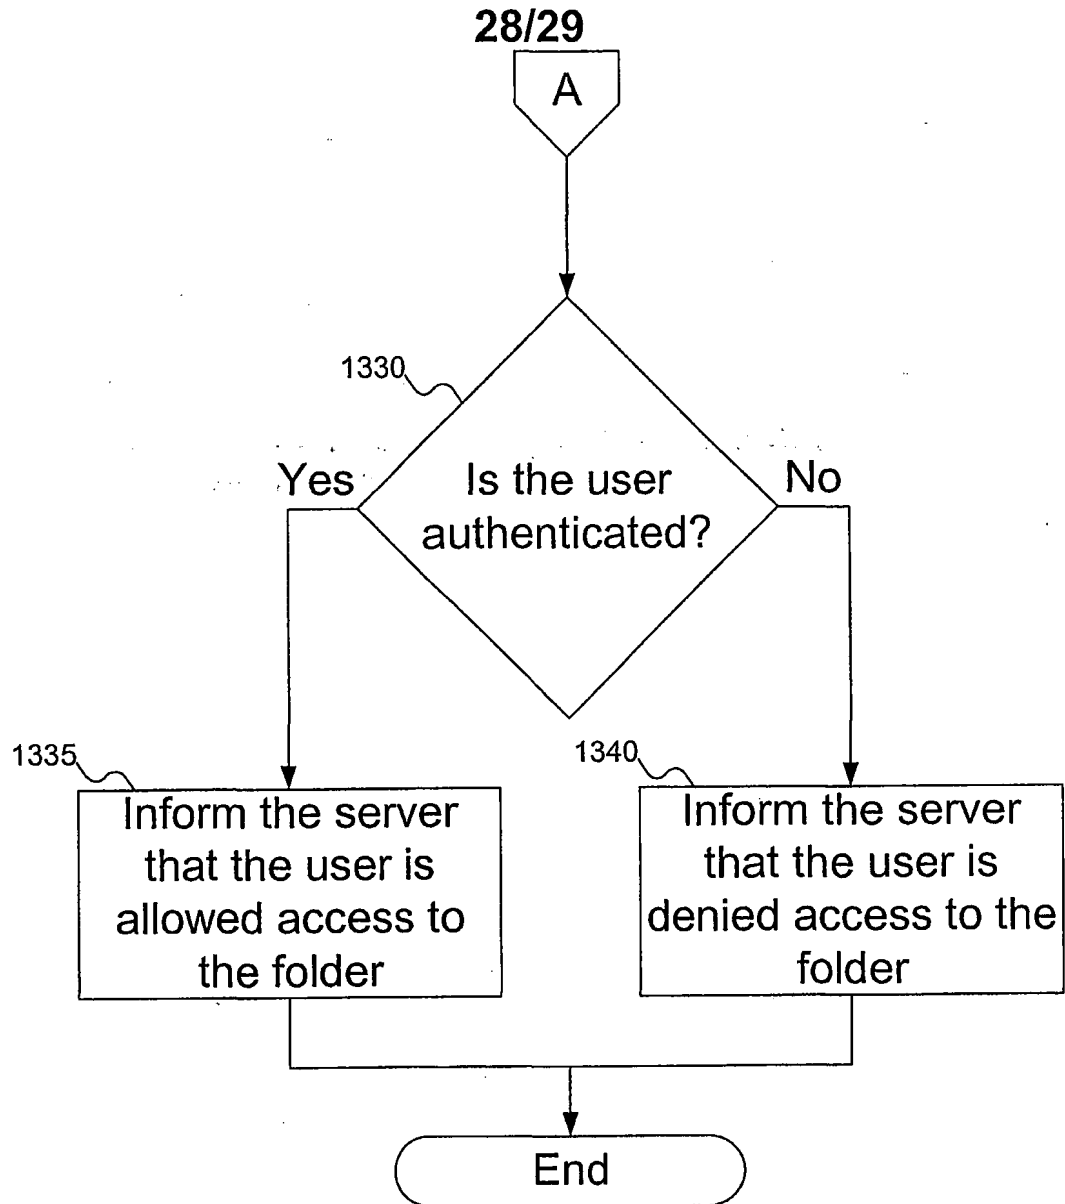 28/29
A
1330
Yes
Is the user
authenticated?
No
1335
Inform the server
that the user is
allowed access to
the folder
1340
Inform the server
that the user is
denied access to the
folder
End